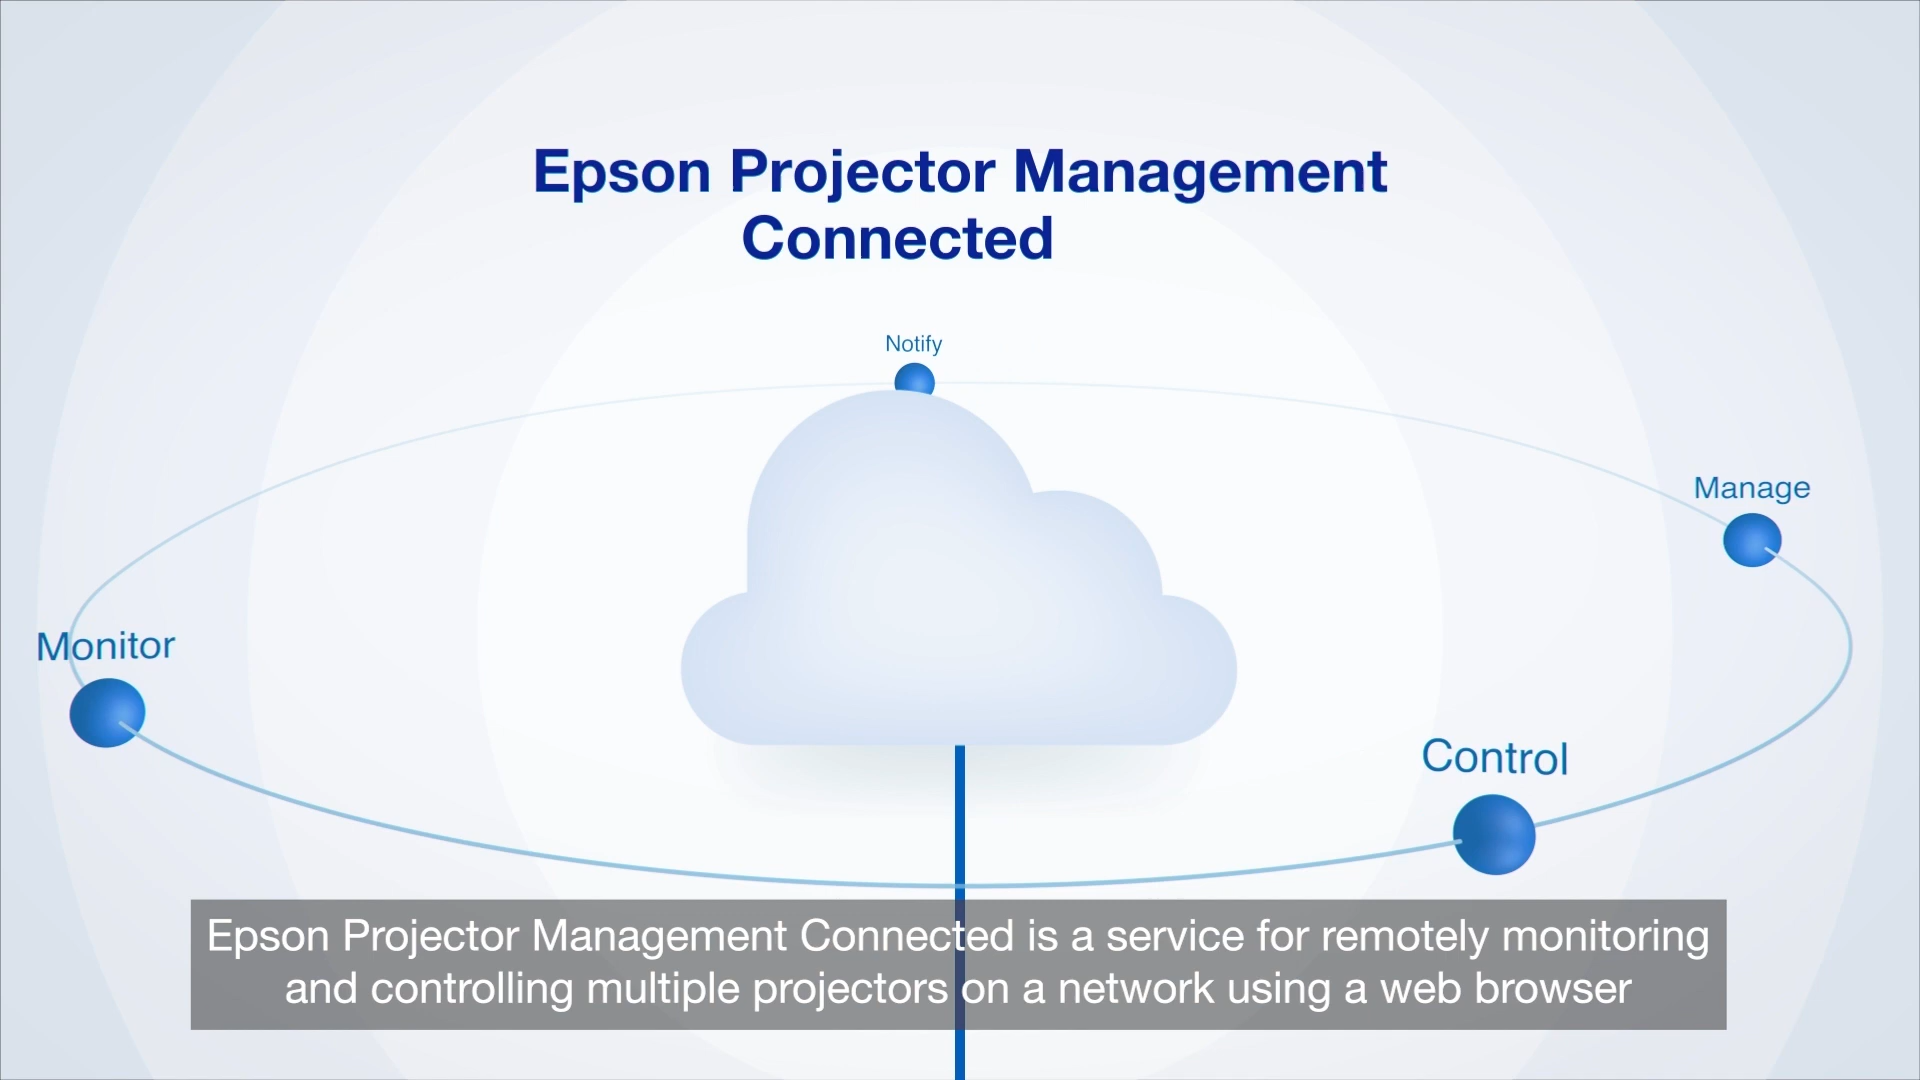 Epson Projector Management
Connected
Notify
Manage
Monitor
Control
Epson Projector Management Connected is a service for remotely monitoring
and controlling multiple projectors on a network using a web browser